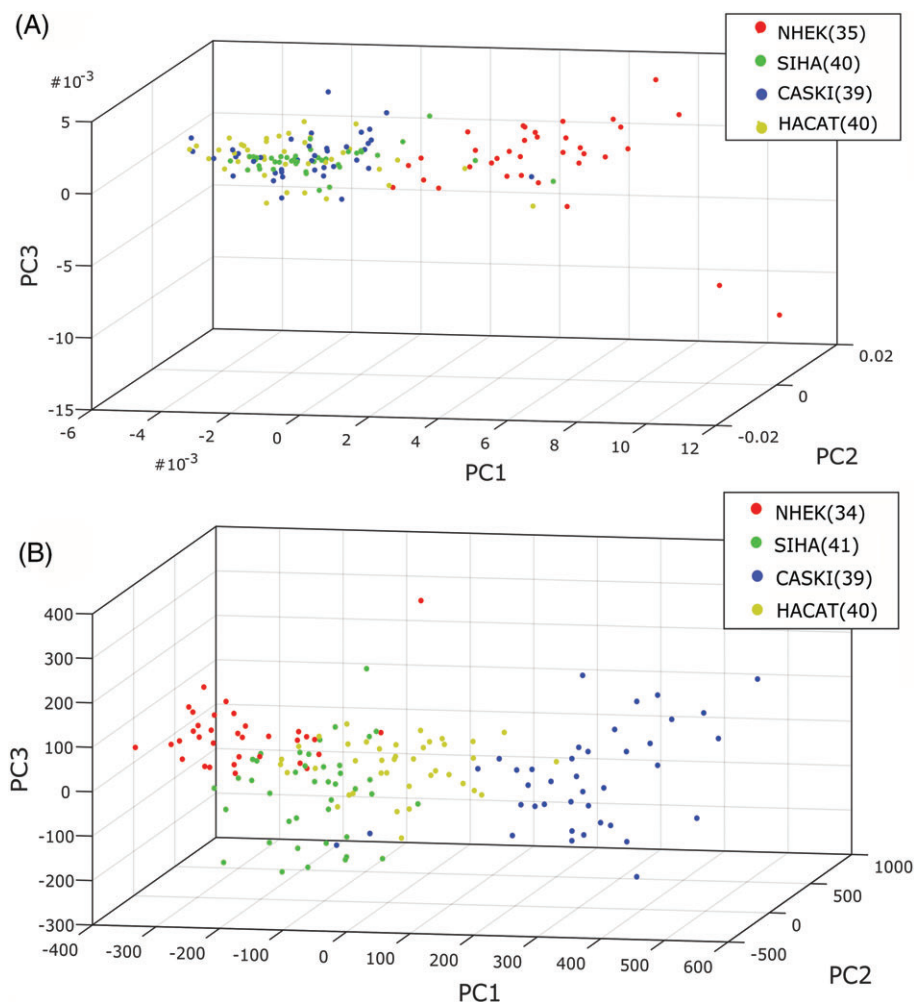 (A)
NHEK(35)
SIHA(40)
CASKI(39)
HACAT(40)
#10-3
5
0
-5
-10
-15
PC3
-6
-4
-2
0
2
4
6
8
10
12
#10-3
PC1
-0.02
0
0.02
PC2
(B)
NHEK(34)
SIHA(41)
CASKI(39)
HACAT(40)
400
300
200
100
0
-100
-200
-300
PC3
-400
-300
-200
-100
0
100
200
300
400
500
600
PC1
-500
0
500
1000
PC2